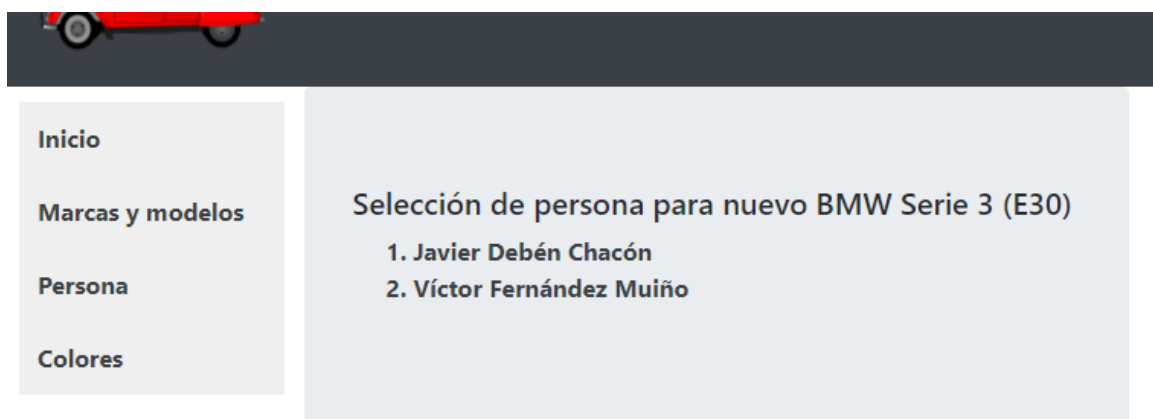 Inicio
Marcas y modelos
Persona
Colores
Selección de persona para nuevo BMW Serie 3 (E30)
1. Javier Debén Chacón
2. Víctor Fernández Muiño